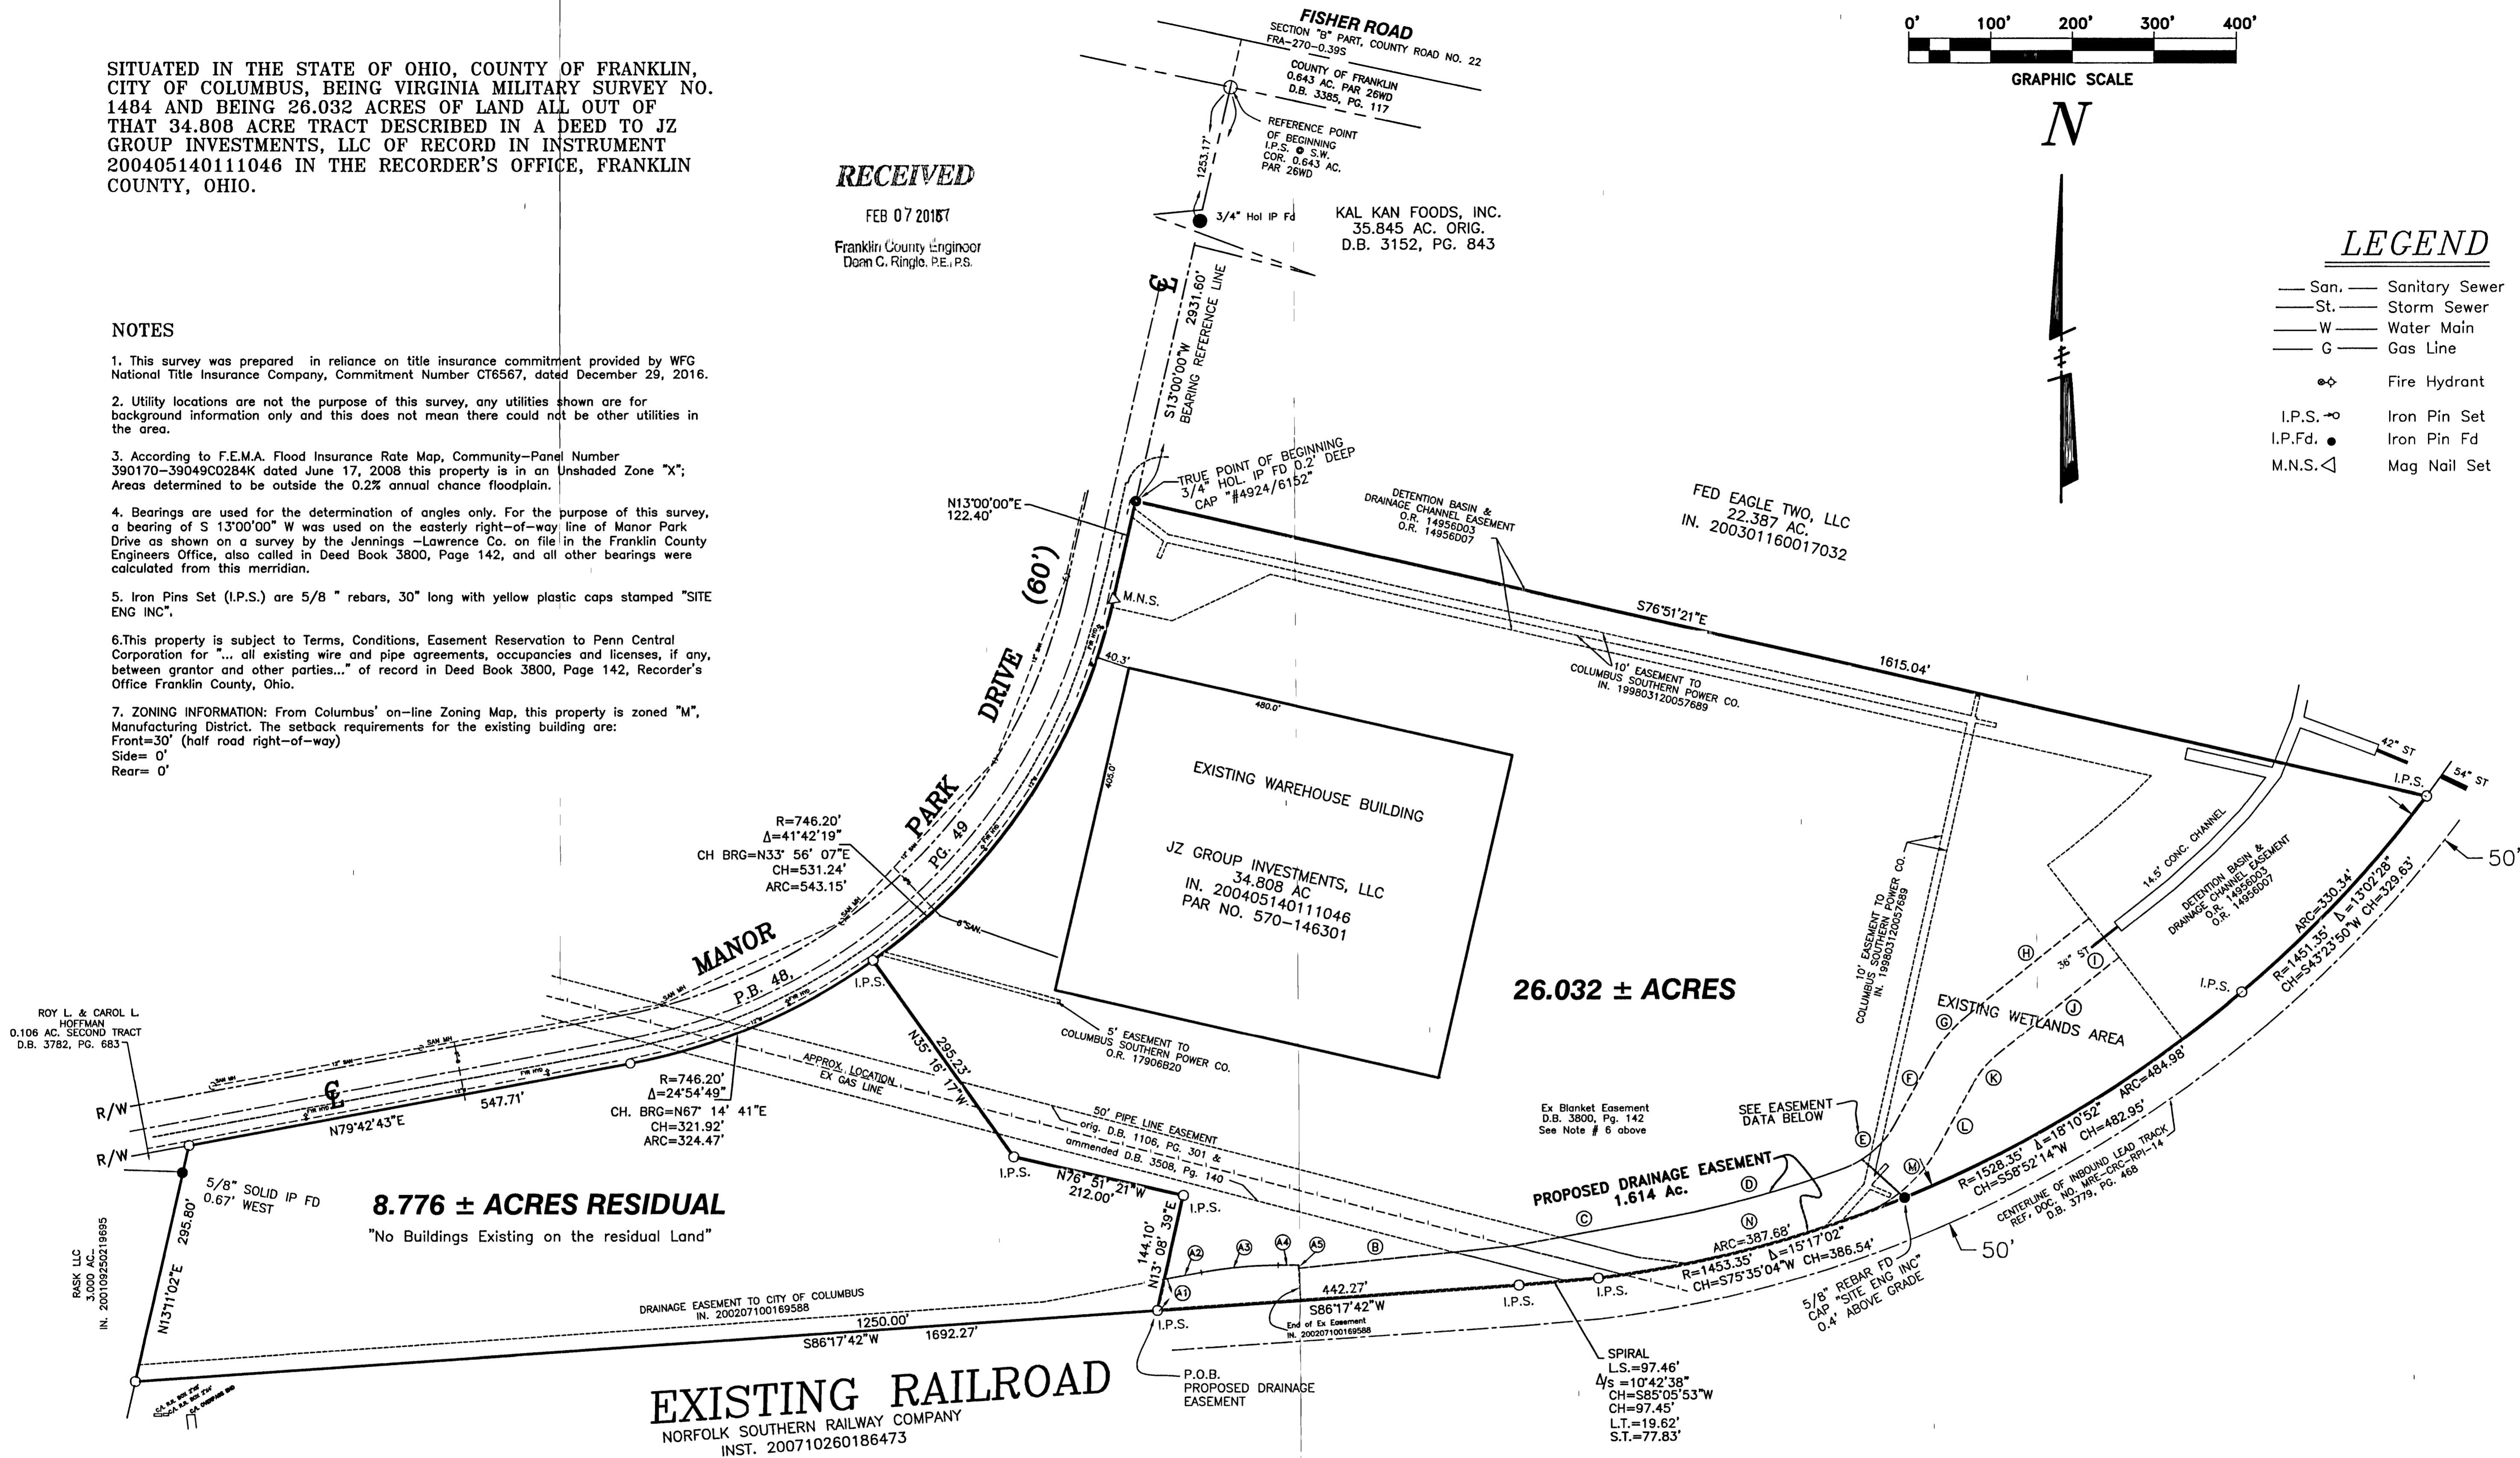 SITUATED IN THE STATE OF OHIO, COUNTY OF FRANKLIN,
CITY OF COLUMBUS, BEING VIRGINIA MILITARY SURVEY NO.
1484 AND BEING 26.032 ACRES OF LAND ALL OUT OF
THAT 34.808 ACRE TRACT DESCRIBED IN A DEED TO JZ
GROUP INVESTMENTS, LLC OF RECORD IN INSTRUMENT
200405140111046 IN THE RECORDER'S OFFICE, FRANKLIN
COUNTY, OHIO.
RECEIVED
FEB 07 2017
Franklin County Engineer
Dean C. Ringle, P.E., P.S.
FISHER ROAD
SECTION "B" PART, COUNTY ROAD NO. 22
FRA-270-0.39S
COUNTY OF FRANKLIN
0.643 AC. PAR 26WD
D.B. 3385, PG. 117
REFERENCE POINT
OF BEGINNING
I.P.S. @ S.W.
COR. 0.643 AC.
PAR 26WD
1253.17'
3/4" Hol IP Fd
KAL KAN FOODS, INC.
35.845 AC. ORIG.
D.B. 3152, PG. 843
0' 100' 200' 300' 400'
GRAPHIC SCALE
N
LEGEND
San. Sanitary Sewer
St. Storm Sewer
W Water Main
G Gas Line
Fire Hydrant
I.P.S. Iron Pin Set
I.P.Fd. Iron Pin Fd
M.N.S. Mag Nail Set
NOTES
1. This survey was prepared in reliance on title insurance commitment provided by WFG
National Title Insurance Company, Commitment Number CT6567, dated December 29, 2016.
2. Utility locations are not the purpose of this survey, any utilities shown are for
background information only and this does not mean there could not be other utilities in
the area.
3. According to F.E.M.A. Flood Insurance Rate Map, Community-Panel Number
390170-39049C0284K dated June 17, 2008 this property is in an Unshaded Zone "X";
Areas determined to be outside the 0.2% annual chance floodplain.
4. Bearings are used for the determination of angles only. For the purpose of this survey,
a bearing of S 13°00'00" W was used on the easterly right-of-way line of Manor Park
Drive as shown on a survey by the Jennings -Lawrence Co. on file in the Franklin County
Engineers Office, also called in Deed Book 3800, Page 142, and all other bearings were
calculated from this merridian.
5. Iron Pins Set (I.P.S.) are 5/8 " rebars, 30" long with yellow plastic caps stamped "SITE
ENG INC".
6.This property is subject to Terms, Conditions, Easement Reservation to Penn Central
Corporation for "... all existing wire and pipe agreements, occupancies and licenses, if any,
between grantor and other parties..." of record in Deed Book 3800, Page 142, Recorder's
Office Franklin County, Ohio.
7. ZONING INFORMATION: From Columbus' on-line Zoning Map, this property is zoned "M",
Manufacturing District. The setback requirements for the existing building are:
Front=30' (half road right-of-way)
Side= 0'
Rear= 0'
S13°00'00"W 2931.60'
BEARING REFERENCE LINE
TRUE POINT OF BEGINNING
3/4" HOL. IP FD 0.2' DEEP
CAP "#4924/6152"
N13°00'00"E
122.40'
M.N.S.
(60')
MANOR PARK DRIVE
P.B. 48, PG. 49
DETENTION BASIN &
DRAINAGE CHANNEL EASEMENT
O.R. 14956D03
O.R. 14956D07
FED EAGLE TWO, LLC
22.387 AC.
IN. 200301160017032
S76°51'21"E
1615.04'
10' EASEMENT TO
COLUMBUS SOUTHERN POWER CO.
IN. 199803120057689
40.3'
480.0'
405.0'
EXISTING WAREHOUSE BUILDING
JZ GROUP INVESTMENTS, LLC
34.808 AC
IN. 200405140111046
PAR NO. 570-146301
R=746.20'
Δ=41°42'19"
CH BRG=N33° 56' 07"E
CH=531.24'
ARC=543.15'
8"SAN.
I.P.S.
42" ST
54" ST
I.P.S.
50'
14.5' CONC. CHANNEL
DETENTION BASIN &
DRAINAGE CHANNEL EASEMENT
O.R. 14956D03
O.R. 14956D07
ARC=330.34'
R=1451.35' Δ=13°02'28"
CH=S43°23'50"W CH=329.63'
10' EASEMENT TO
COLUMBUS SOUTHERN POWER CO.
IN. 199803120057689
26.032 ± ACRES
36" ST
H
I
J
G
F
K
L
E
M
EXISTING WETLANDS AREA
I.P.S.
ARC=484.98'
R=1528.35' Δ=18°10'52"
CH=S58°52'14"W CH=482.95'
CENTERLINE OF INBOUND LEAD TRACK
REF, DOC. NO. MRE-CRC-RPI-14
D.B. 3779, PG. 468
50'
ROY L. & CAROL L.
HOFFMAN
0.106 AC. SECOND TRACT
D.B. 3782, PG. 683
R/W
R/W
N79°42'43"E
547.71'
R=746.20'
Δ=24°54'49"
CH. BRG=N67° 14' 41"E
CH=321.92'
ARC=324.47'
295.23'
N35° 16' 17"W
5' EASEMENT TO
COLUMBUS SOUTHERN POWER CO.
O.R. 17906B20
APPROX. LOCATION
EX GAS LINE
50' PIPE LINE EASEMENT
orig. D.B. 1106, PG. 301 &
ammended D.B. 3508, Pg. 140
Ex Blanket Easement
D.B. 3800, Pg. 142
See Note # 6 above
SEE EASEMENT
DATA BELOW
PROPOSED DRAINAGE EASEMENT
1.614 Ac.
D
C
N
B
A1
A2
A3
A4
A5
5/8" SOLID IP FD
0.67' WEST
8.776 ± ACRES RESIDUAL
"No Buildings Existing on the residual Land"
RASK LLC
3.000 AC.
IN. 200109250219695
295.80'
N13°11'02"E
I.P.S.
N76° 51' 21"W
212.00'
I.P.S.
144.10'
N13° 08' 39"E
I.P.S.
DRAINAGE EASEMENT TO CITY OF COLUMBUS
IN. 200207100169588
1250.00'
S86°17'42"W 1692.27'
442.27'
S86°17'42"W
End of Ex Easement
IN. 200207100169588
I.P.S.
I.P.S.
ARC=387.68'
R=1453.35' Δ=15°17'02"
CH=S75°35'04"W CH=386.54'
5/8" REBAR FD
CAP "SITE ENG INC"
0.4' ABOVE GRADE
P.O.B.
PROPOSED DRAINAGE
EASEMENT
SPIRAL
L.S.=97.46'
Δ/s =10°42'38"
CH=S85°05'53"W
CH=97.45'
L.T.=19.62'
S.T.=77.83'
EXISTING RAILROAD
NORFOLK SOUTHERN RAILWAY COMPANY
INST. 200710260186473